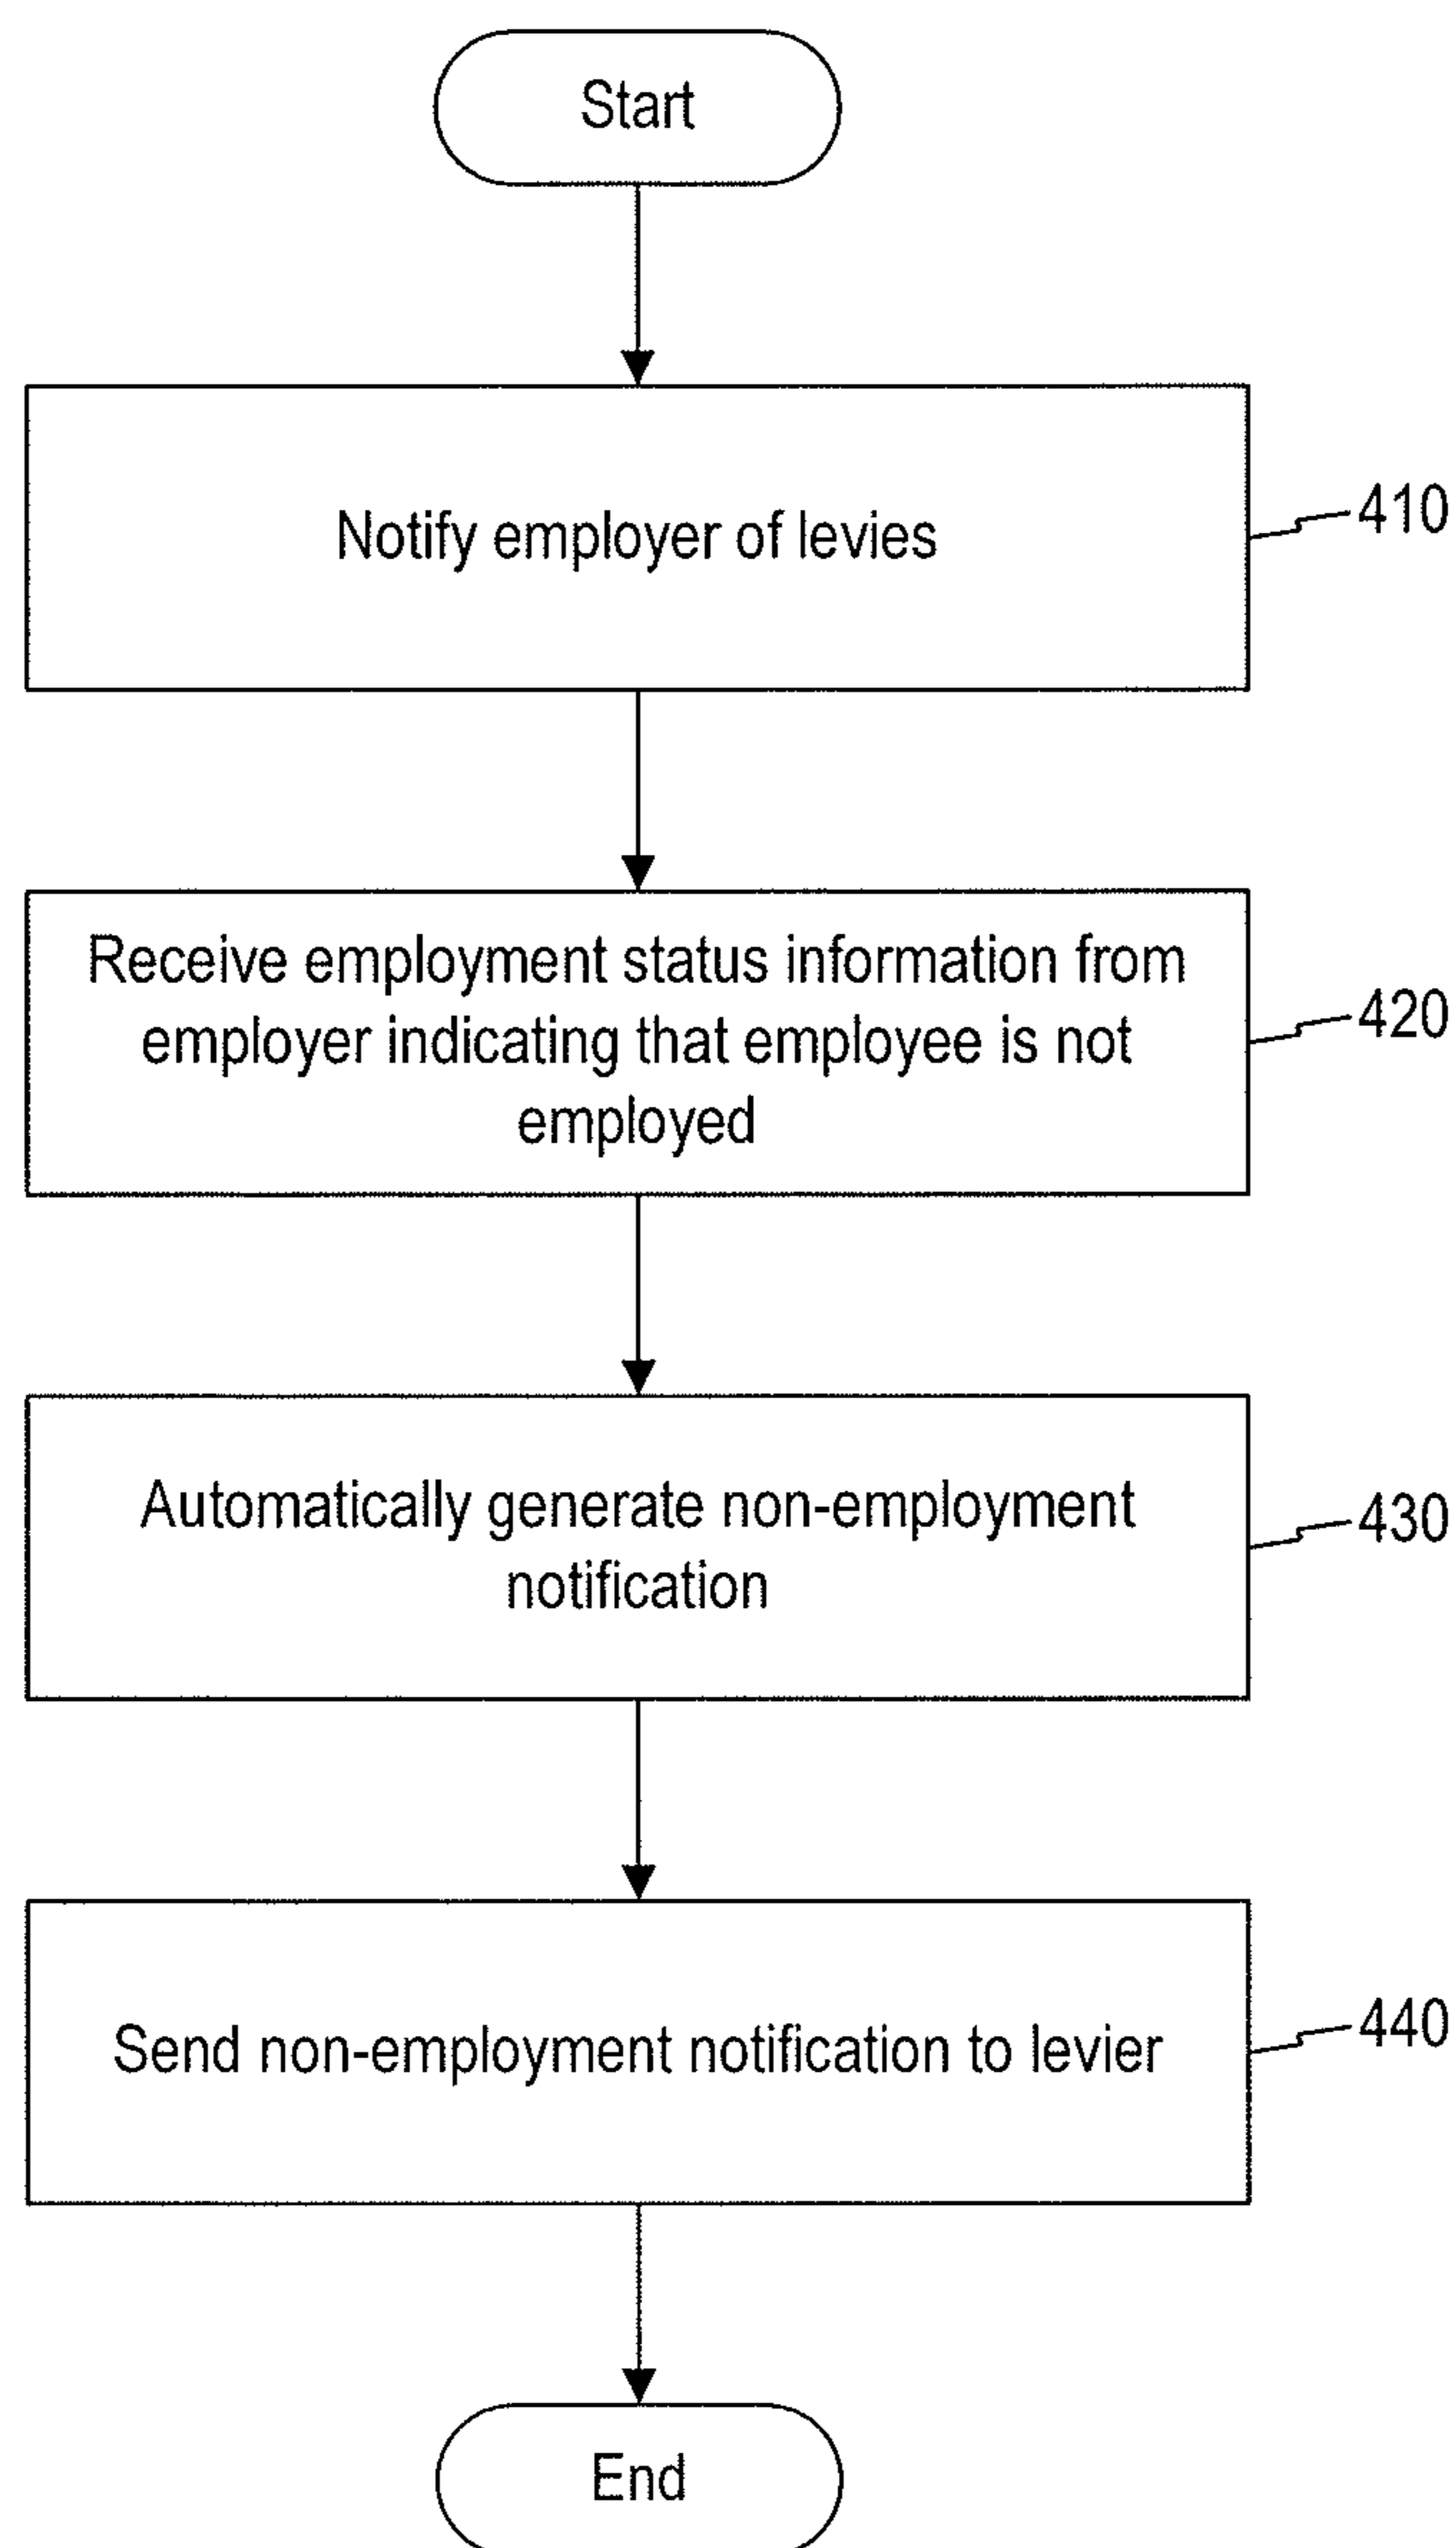 Start
Notify employer of levies
410
Receive employment status information from
employer indicating that employee is not
employed
420
Automatically generate non-employment
notification
430
Send non-employment notification to levier
440
End